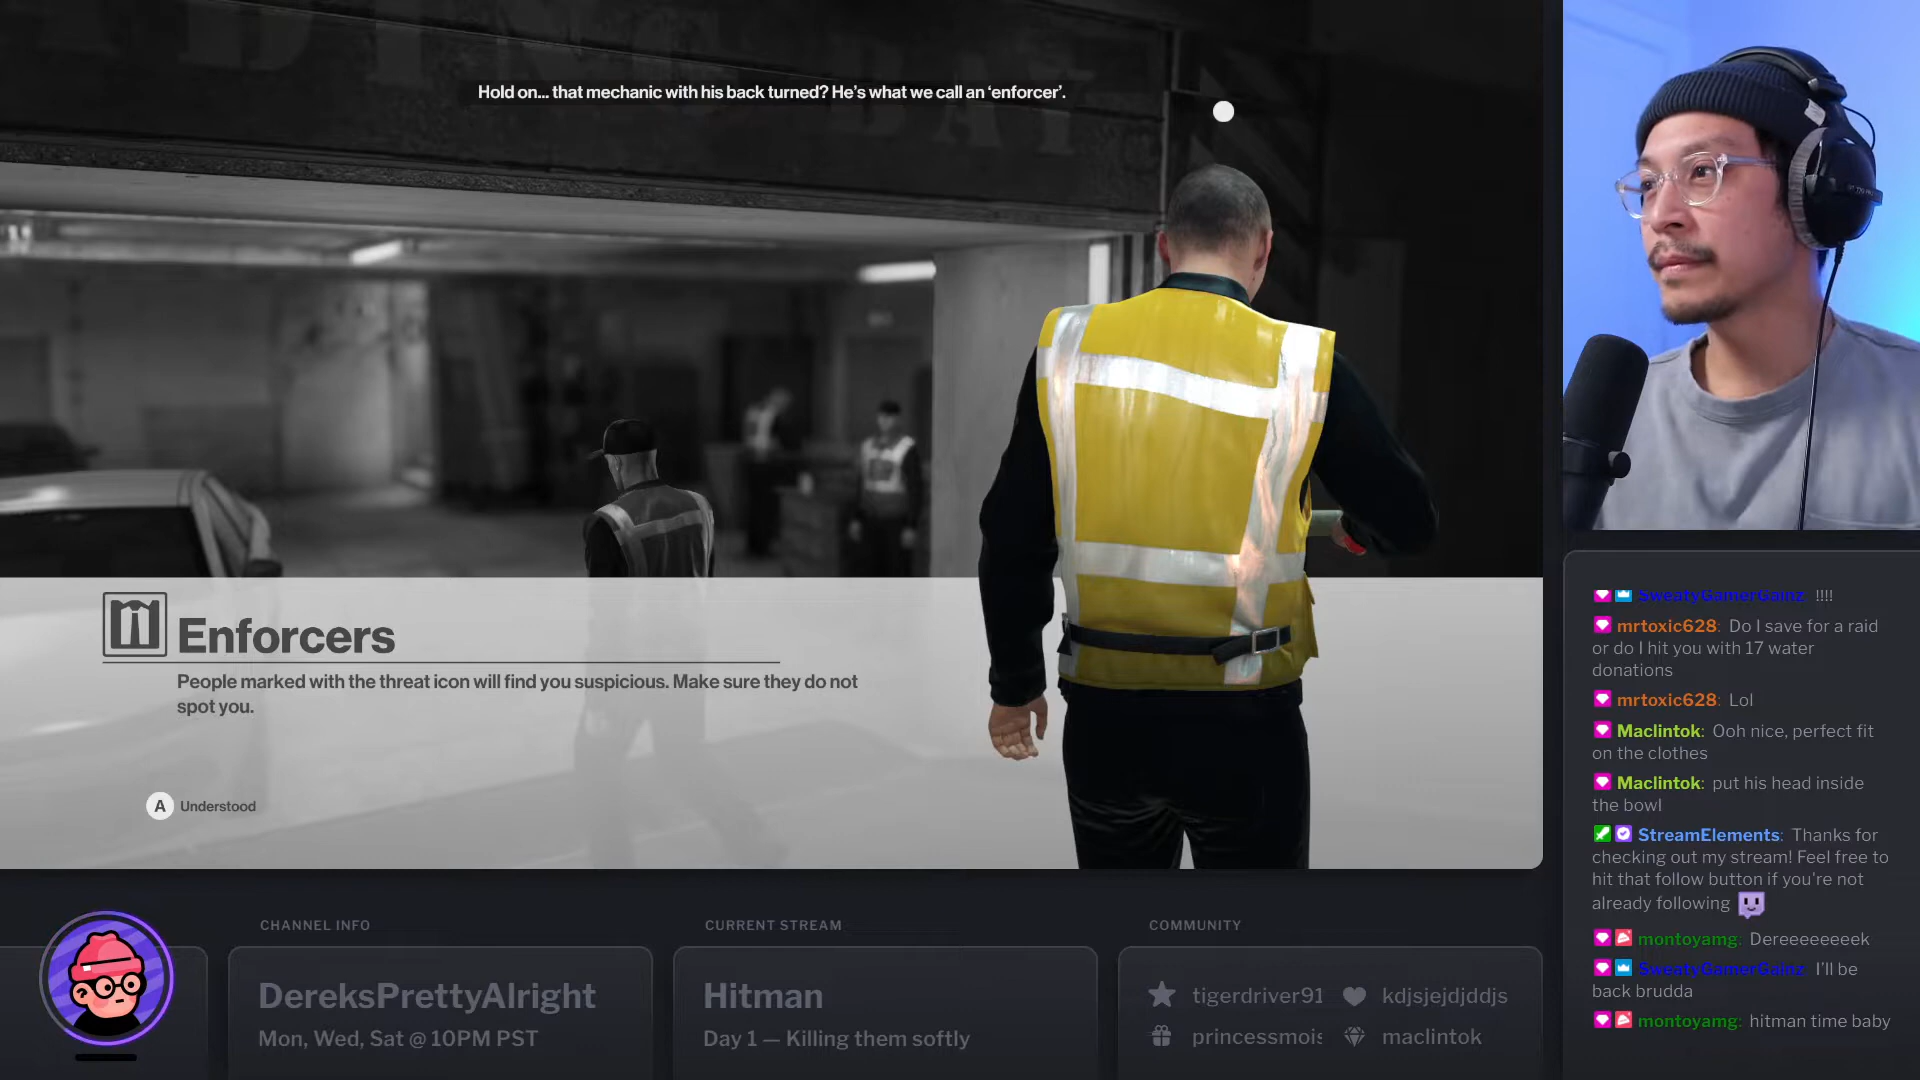 Hold on... that mechanic with his back turned? He's what we call an ‘enforcer’.
Enforcers
People marked with the threat icon will find you suspicious. Make sure they do not
spot you.
A Understood
SweatyGamerGainz: !!!!
mrtoxic628: Do I save for a raid
or do I hit you with 17 water
donations
mrtoxic628: Lol
Maclintok: Ooh nice, perfect fit
on the clothes
Maclintok: put his head inside
the bowl
StreamElements: Thanks for
checking out my stream! Feel free to
hit that follow button if you're not
already following
montoyamg: Dereeeeeeeek
SweatyGamerGainz: I'll be
back brudda
montoyamg: hitman time baby
CHANNEL INFO
DereksPrettyAlright
Mon, Wed, Sat @ 10PM PST
CURRENT STREAM
Hitman
Day 1 — Killing them softly
COMMUNITY
tigerdriver91 kdjsjejdjddjs
princessmois maclintok